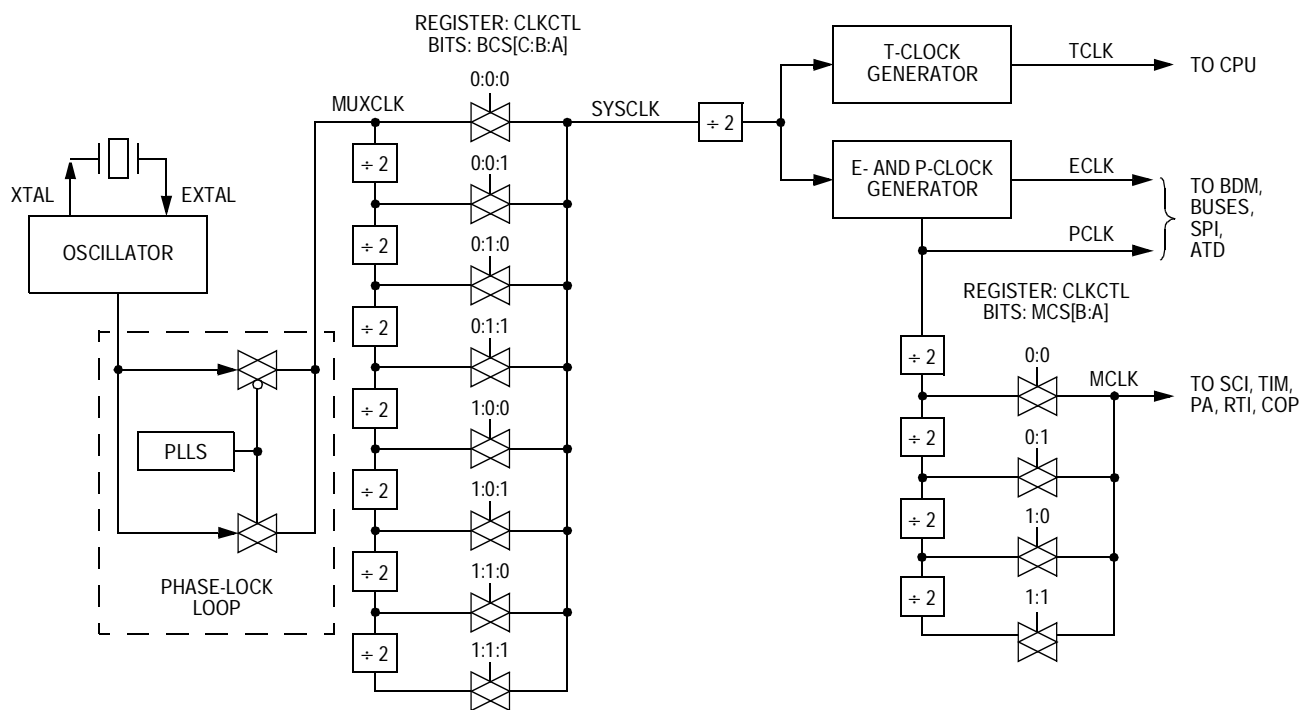 REGISTER: CLKCTL
BITS: BCS[C:B:A]
0:0:0
MUXCLK
SYSCLK
÷ 2
T-CLOCK
GENERATOR
TCLK
TO CPU
÷ 2
0:0:1
XTAL
EXTAL
OSCILLATOR
E- AND P-CLOCK
GENERATOR
ECLK
PCLK
TO BDM,
BUSES,
SPI,
ATD
÷ 2
0:1:0
÷ 2
0:1:1
÷ 2
1:0:0
÷ 2
1:0:1
÷ 2
1:1:0
÷ 2
1:1:1
PLLS
PHASE-LOCK
LOOP
REGISTER: CLKCTL
BITS: MCS[B:A]
÷ 2
0:0
MCLK
TO SCI, TIM,
PA, RTI, COP
÷ 2
0:1
÷ 2
1:0
÷ 2
1:1